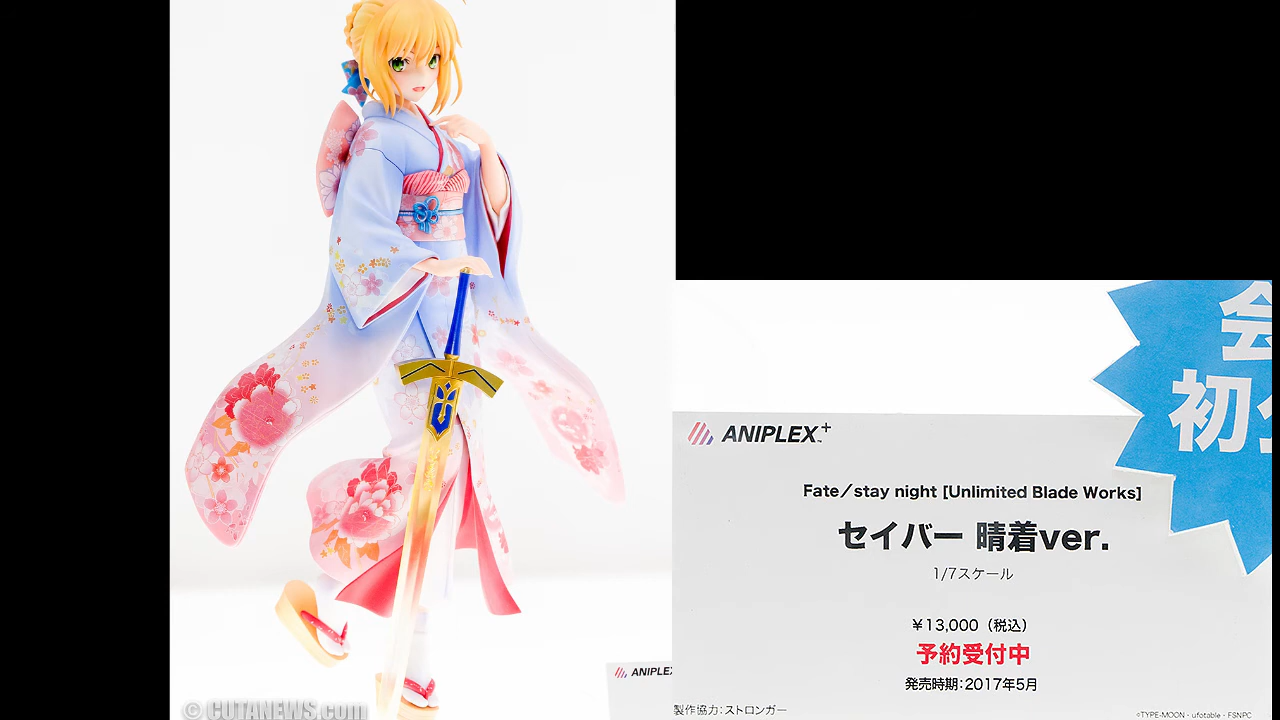 © CUTANEWS.com
ANIPLEX
会
初
ANIPLEX+
Fate／stay night [Unlimited Blade Works]
セイバー 晴着ver.
1/7スケール
￥13,000（税込）
予約受付中
発売時期：2017年5月
製作協力：ストロンガー
©TYPE-MOON・ufotable・FSNPC